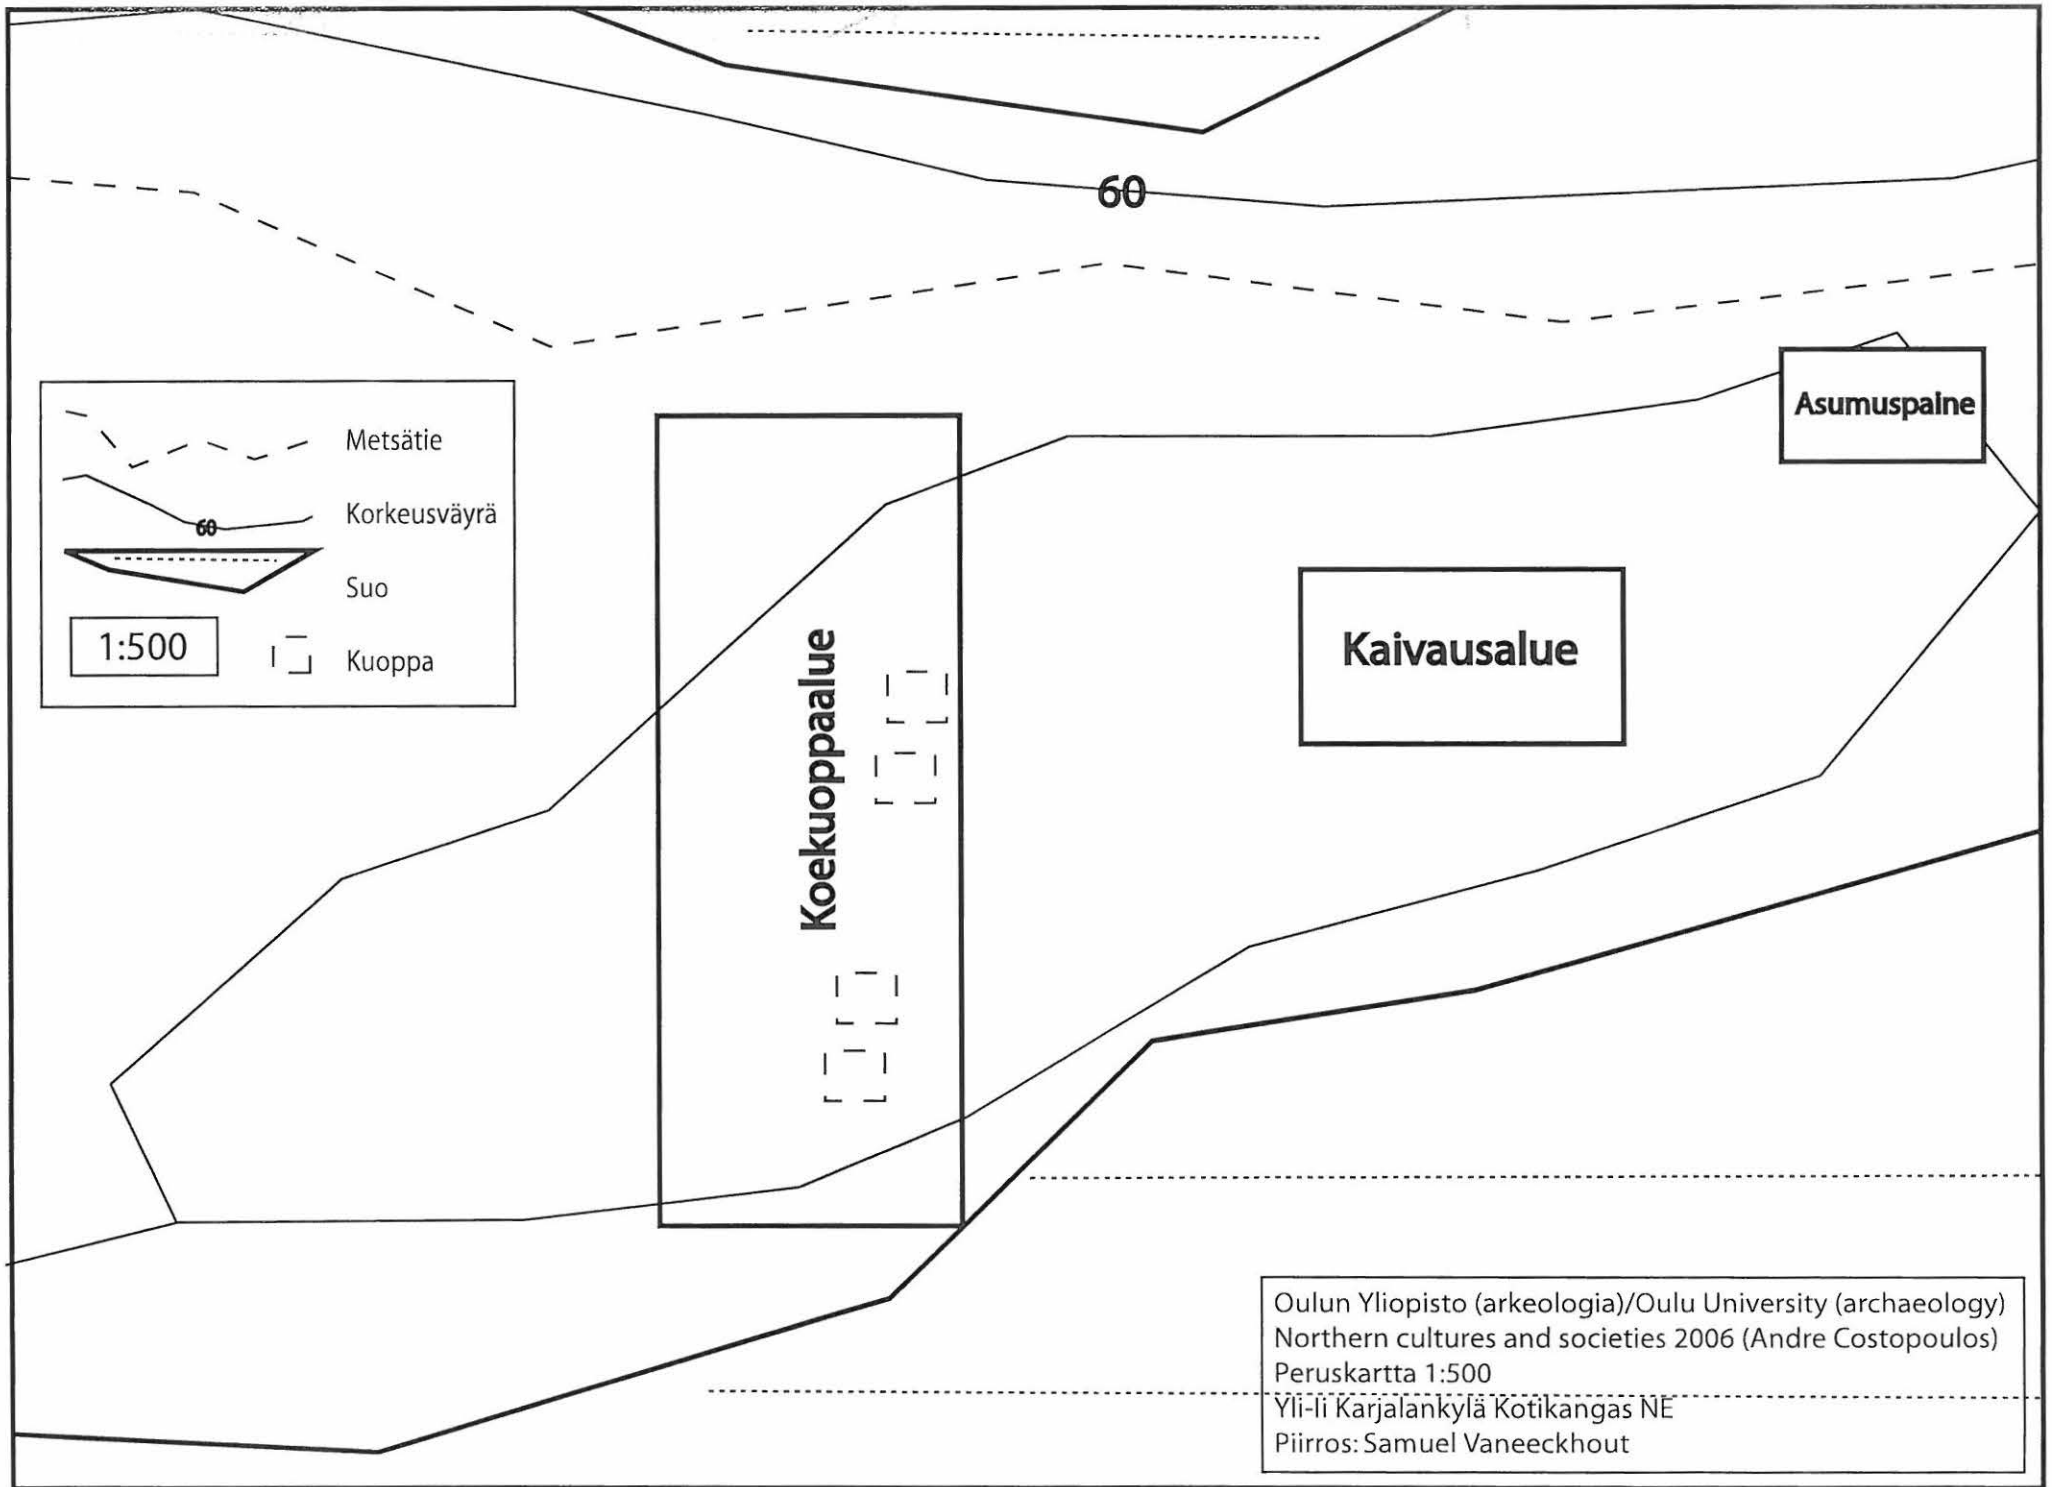 60
Asumuspaine
Metsätie
Korkeusväyrä
60
Suo
1:500
Kuoppa
Kaivausalue
Koekuoppaalue
Oulun Yliopisto (arkeologia)/Oulu University (archaeology)
Northern cultures and societies 2006 (Andre Costopoulos)
Peruskartta 1:500
Yli-Ii Karjalankylä Kotikangas NE
Piirros: Samuel Vaneeckhout